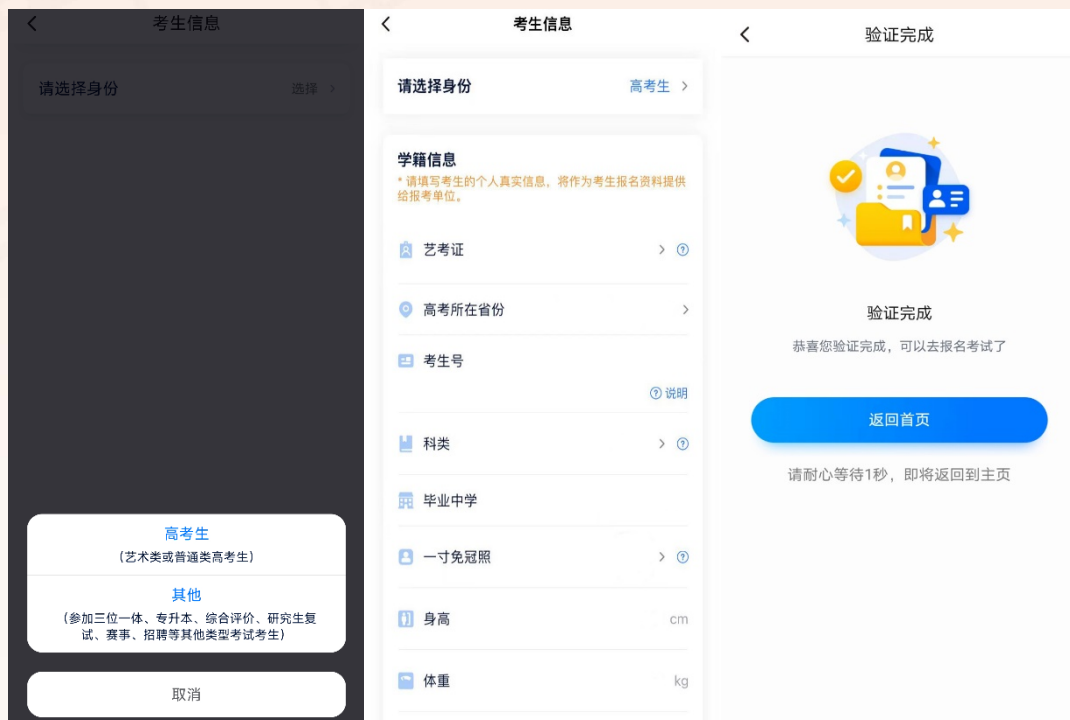 考生信息
请选择身份
选择
高考生
（艺术类或普通类高考生）
其他
（参加三位一体、专升本、综合评价、研究生复
试、赛事、招聘等其他类型考试考生）
取消
考生信息
请选择身份
高考生
学籍信息
* 请填写考生的个人真实信息，将作为考生报名资料提供
给报考单位。
艺考证
高考所在省份
考生号
说明
科类
毕业中学
一寸免冠照
身高 cm
体重 kg
验证完成
验证完成
恭喜您验证完成，可以去报名考试了
返回首页
请耐心等待1秒，即将返回到主页